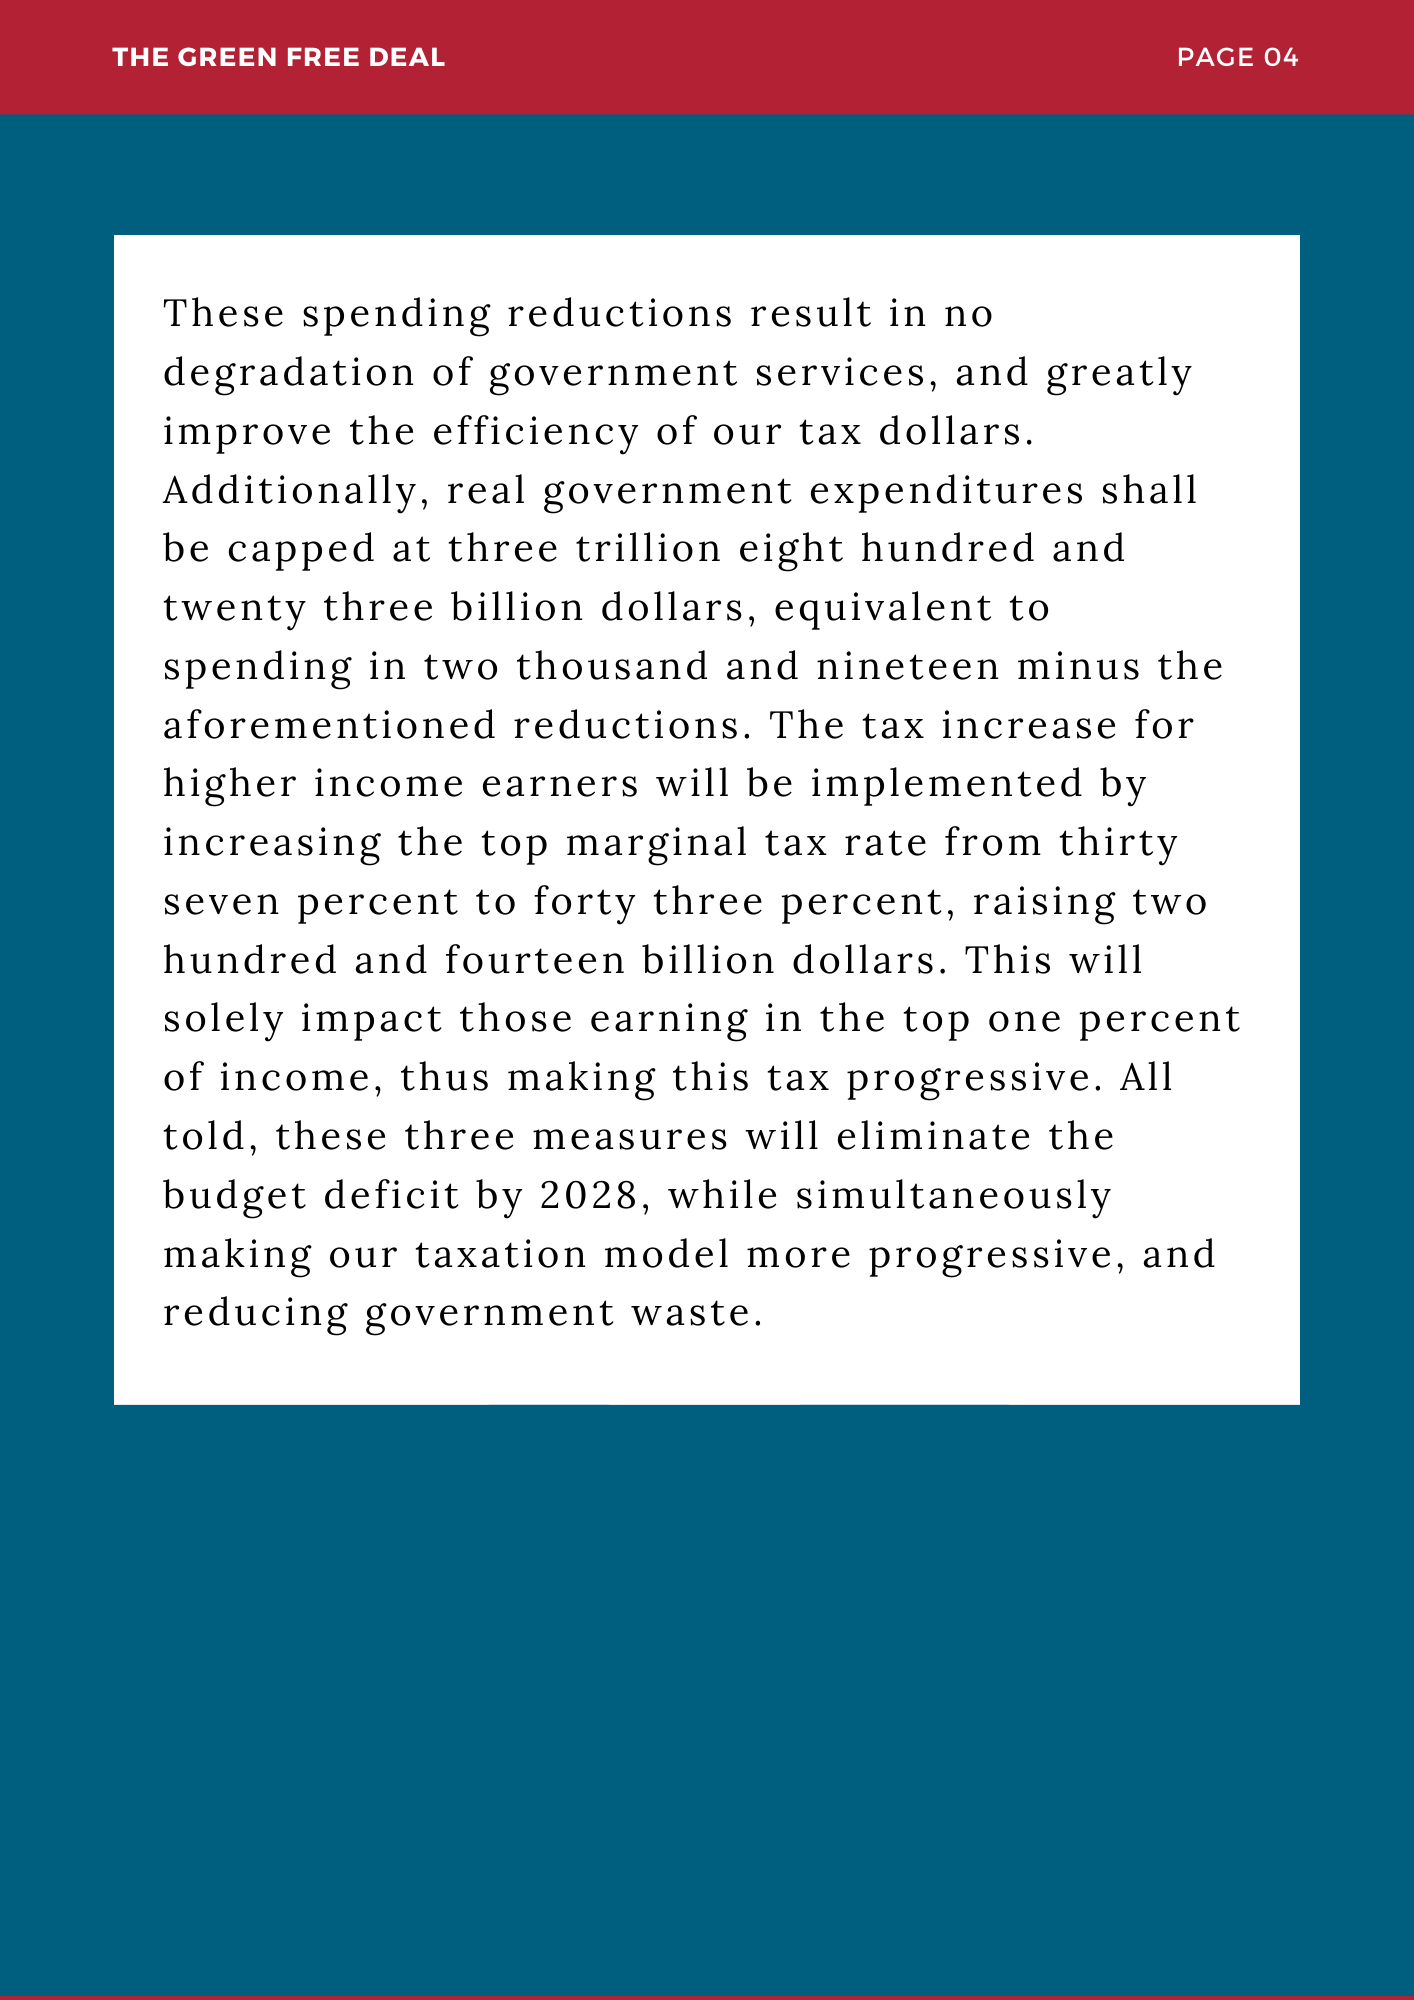 THE GREEN FREE DEAL
PAGE 04
These spending reductions result in no
degradation of government services, and greatly
improve the efficiency of our tax dollars.
Additionally, real government expenditures shall
be capped at three trillion eight hundred and
twenty three billion dollars, equivalent to
spending in two thousand and nineteen minus the
aforementioned reductions. The tax increase for
higher income earners will be implemented by
increasing the top marginal tax rate from thirty
seven percent to forty three percent, raising two
hundred and fourteen billion dollars. This will
solely impact those earning in the top one percent
of income, thus making this tax progressive. All
told, these three measures will eliminate the
budget deficit by 2028, while simultaneously
making our taxation model more progressive, and
reducing government waste.